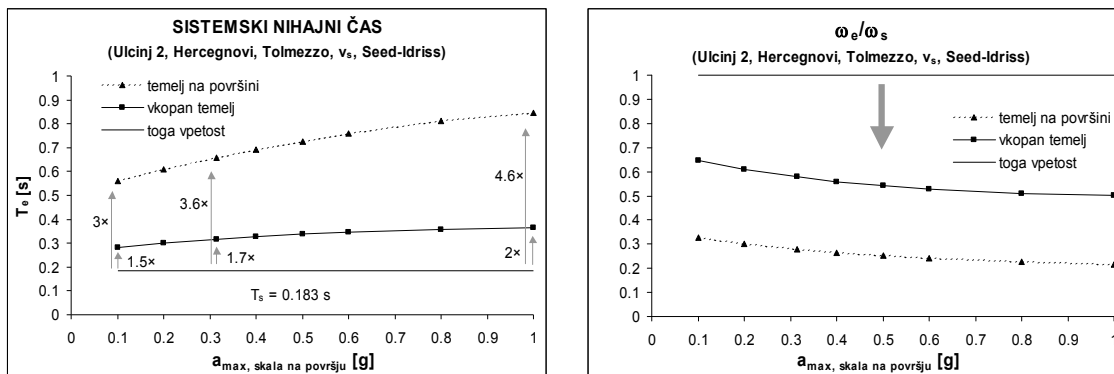 SISTEMSKI NIHAJNI ČAS
(Ulcinj 2, Hercegnovi, Tolmezzo, vs, Seed-Idriss)
temelj na površini
vkopan temelj
toga vpetost
Te [s]
1
0.9
0.8
0.7
0.6
0.5
0.4
0.3
0.2
0.1
0
3×
3.6×
4.6×
1.5×
1.7×
2×
Ts = 0.183 s
0 0.1 0.2 0.3 0.4 0.5 0.6 0.7 0.8 0.9 1
amax, skala na površju [g]
ωe/ωs
(Ulcinj 2, Hercegnovi, Tolmezzo, vs, Seed-Idriss)
1
0.9
0.8
0.7
0.6
0.5
0.4
0.3
0.2
0.1
0
temelj na površini
vkopan temelj
toga vpetost
0 0.1 0.2 0.3 0.4 0.5 0.6 0.7 0.8 0.9 1
amax, skala na površju [g]